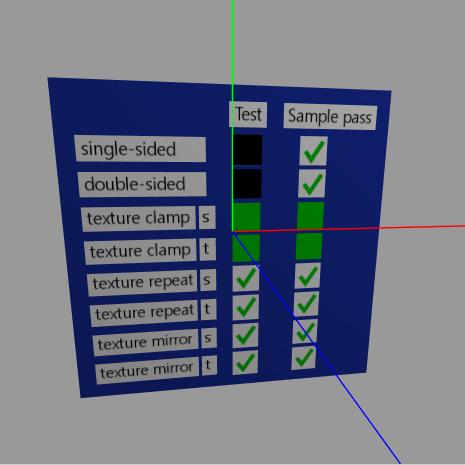 Test Sample pass
single-sided
double-sided
texture clamp s
texture clamp t
texture repeat s
texture repeat t
texture mirror s
texture mirror t